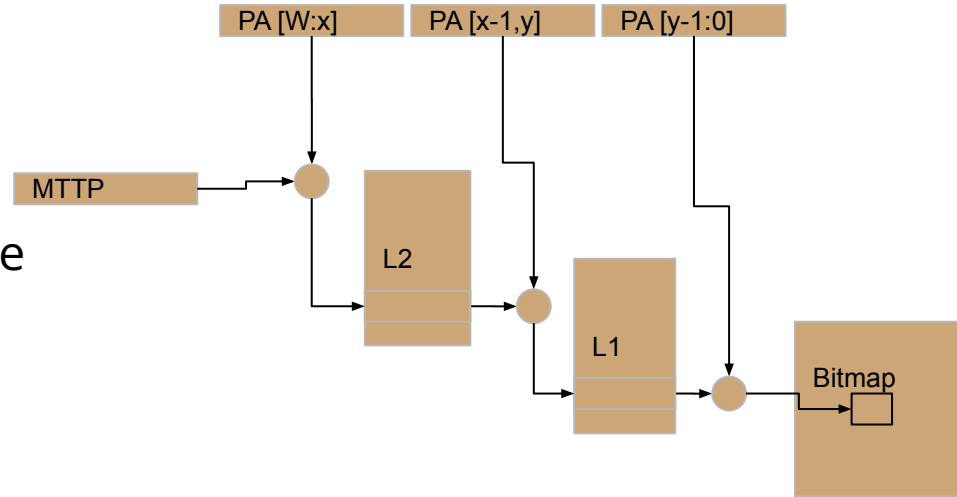 PA [W:x]
PA [x-1,y]
PA [y-1:0]
MTTP
e
L2
L1
Bitmap